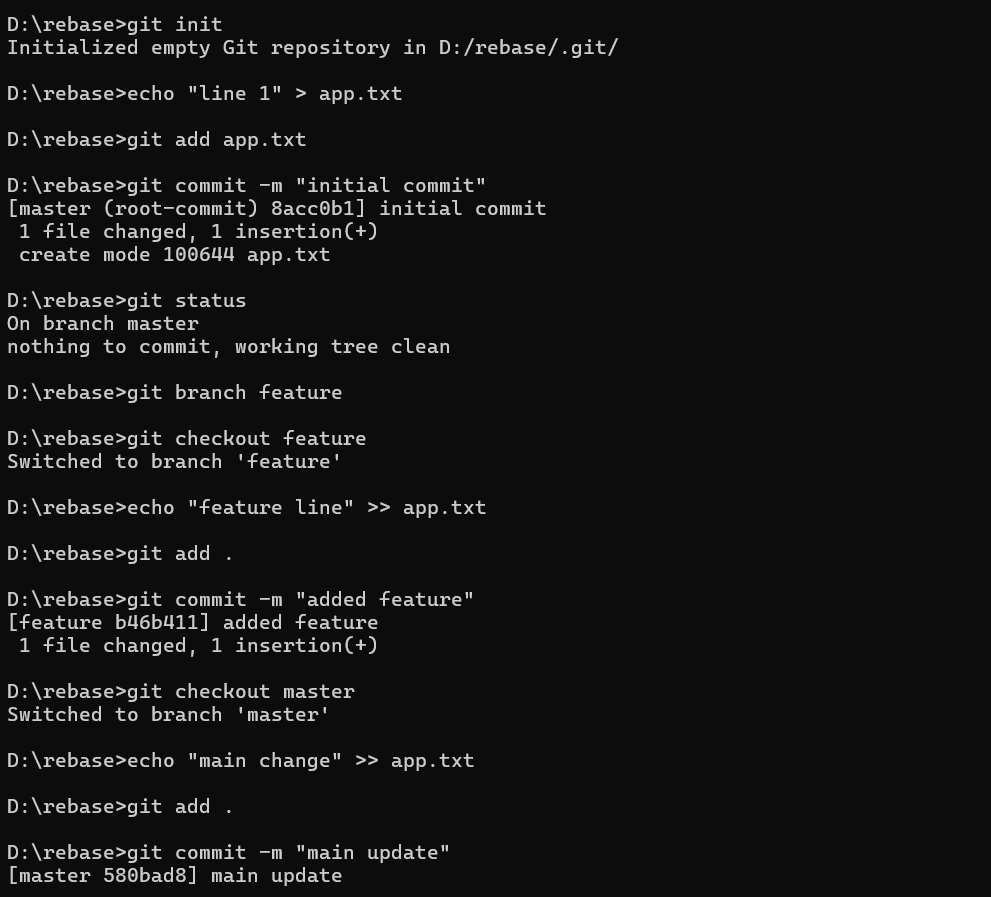 D:\rebase>git init
Initialized empty Git repository in D:/rebase/.git/
D:\rebase>echo "line 1" > app.txt
D:\rebase>git add app.txt
D:\rebase>git commit -m "initial commit"
[master (root-commit) 8acc0b1] initial commit
 1 file changed, 1 insertion(+)
 create mode 100644 app.txt
D:\rebase>git status
On branch master
nothing to commit, working tree clean
D:\rebase>git branch feature
D:\rebase>git checkout feature
Switched to branch 'feature'
D:\rebase>echo "feature line" >> app.txt
D:\rebase>git add .
D:\rebase>git commit -m "added feature"
[feature b46b411] added feature
 1 file changed, 1 insertion(+)
D:\rebase>git checkout master
Switched to branch 'master'
D:\rebase>echo "main change" >> app.txt
D:\rebase>git add .
D:\rebase>git commit -m "main update"
[master 580bad8] main update